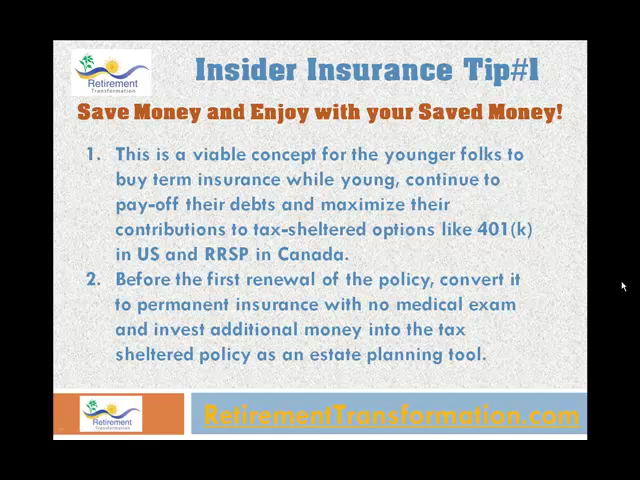 Retirement
Transformation
Insider Insurance Tip#1
Save Money and Enjoy with your Saved Money!
1. This is a viable concept for the younger folks to
buy term insurance while young, continue to
pay-off their debts and maximize their
contributions to tax-sheltered options like 401(k)
in US and RRSP in Canada.
2. Before the first renewal of the policy, convert it
to permanent insurance with no medical exam
and invest additional money into the tax
sheltered policy as an estate planning tool.
Retirement
Transformation
RetirementTransformation.com